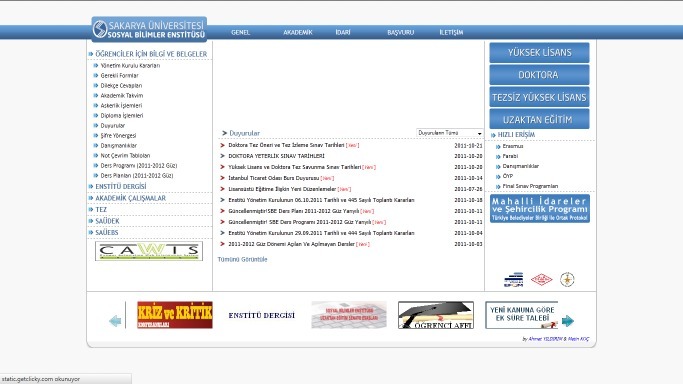 SAKARYA ÜNİVERSİTESİ
SOSYAL BİLİMLER ENSTİTÜSÜ
GENEL AKADEMİK İDARİ BAŞVURU İLETİŞİM
ÖĞRENCİLER İÇİN BİLGİ VE BELGELER
Yönetim Kurulu Kararları
Gerekli Formlar
Dilekçe Cevapları
Akademik Takvim
Askerlik İşlemleri
Diploma İşlemleri
Duyurular
Şifre Yönergesi
Danışmanlıklar
Not Çevrim Tabloları
Ders Programı (2011-2012 Güz)
Ders Planları (2011-2012 Güz)
ENSTİTÜ DERGİSİ
AKADEMİK ÇALIŞMALAR
TEZ
SAÜDEK
SAÜEBS
CAWIS
Duyurular
Duyuruların Tümü
Doktora Tez Öneri ve Tez İzleme Sınav Tarihleri [Yeni] 2011-10-21
DOKTORA YETERLİK SINAV TARİHLERİ 2011-10-20
Yüksek Lisans ve Doktora Tez Savunma Sınav Tarihleri [Yeni] 2011-10-20
İstanbul Ticaret Odası Burs Duyurusu [Yeni] 2011-10-14
Lisansüstü Eğitime İlişkin Yeni Düzenlemeler [Yeni] 2011-07-26
Enstitü Yönetim Kurulunun 06.10.2011 Tarihli ve 445 Sayılı Toplantı Kararları 2011-10-18
Güncellenmiştir! SBE Ders Planı 2011-2012 Güz Yarıyılı [Yeni] 2011-10-11
Güncellenmiştir! SBE Ders Programı 2011-2012 Güz Yarıyılı [Yeni] 2011-10-11
Enstitü Yönetim Kurulunun 29.09.2011 Tarihli ve 444 Sayılı Toplantı Kararları 2011-10-04
2011-2012 Güz Dönemi Açılan Ve Açılmayan Dersler [Yeni] 2011-10-03
Tümünü Görüntüle
YÜKSEK LİSANS
DOKTORA
TEZSİZ YÜKSEK LİSANS
UZAKTAN EĞİTİM
HIZLI ERİŞİM
Erasmus
Farabi
Danışmanlıklar
ÖYP
Final Sınav Programları
Mahalli İdareler
ve Şehircilik Programı
Türkiye Belediyeler Birliği ile Ortak Protokol
KRİZ ve KRİTİK
KONFERANSLARI
ENSTİTÜ DERGİSİ
SOSYAL BİLİMLER ENSTİTÜSÜ
ÖĞRENCİ AFFI
YENİ KANUNA GÖRE
EK SÜRE TALEBİ
by Ahmet YILDIRIM & Metin KILIÇ
static.getclicky.com okunuyor